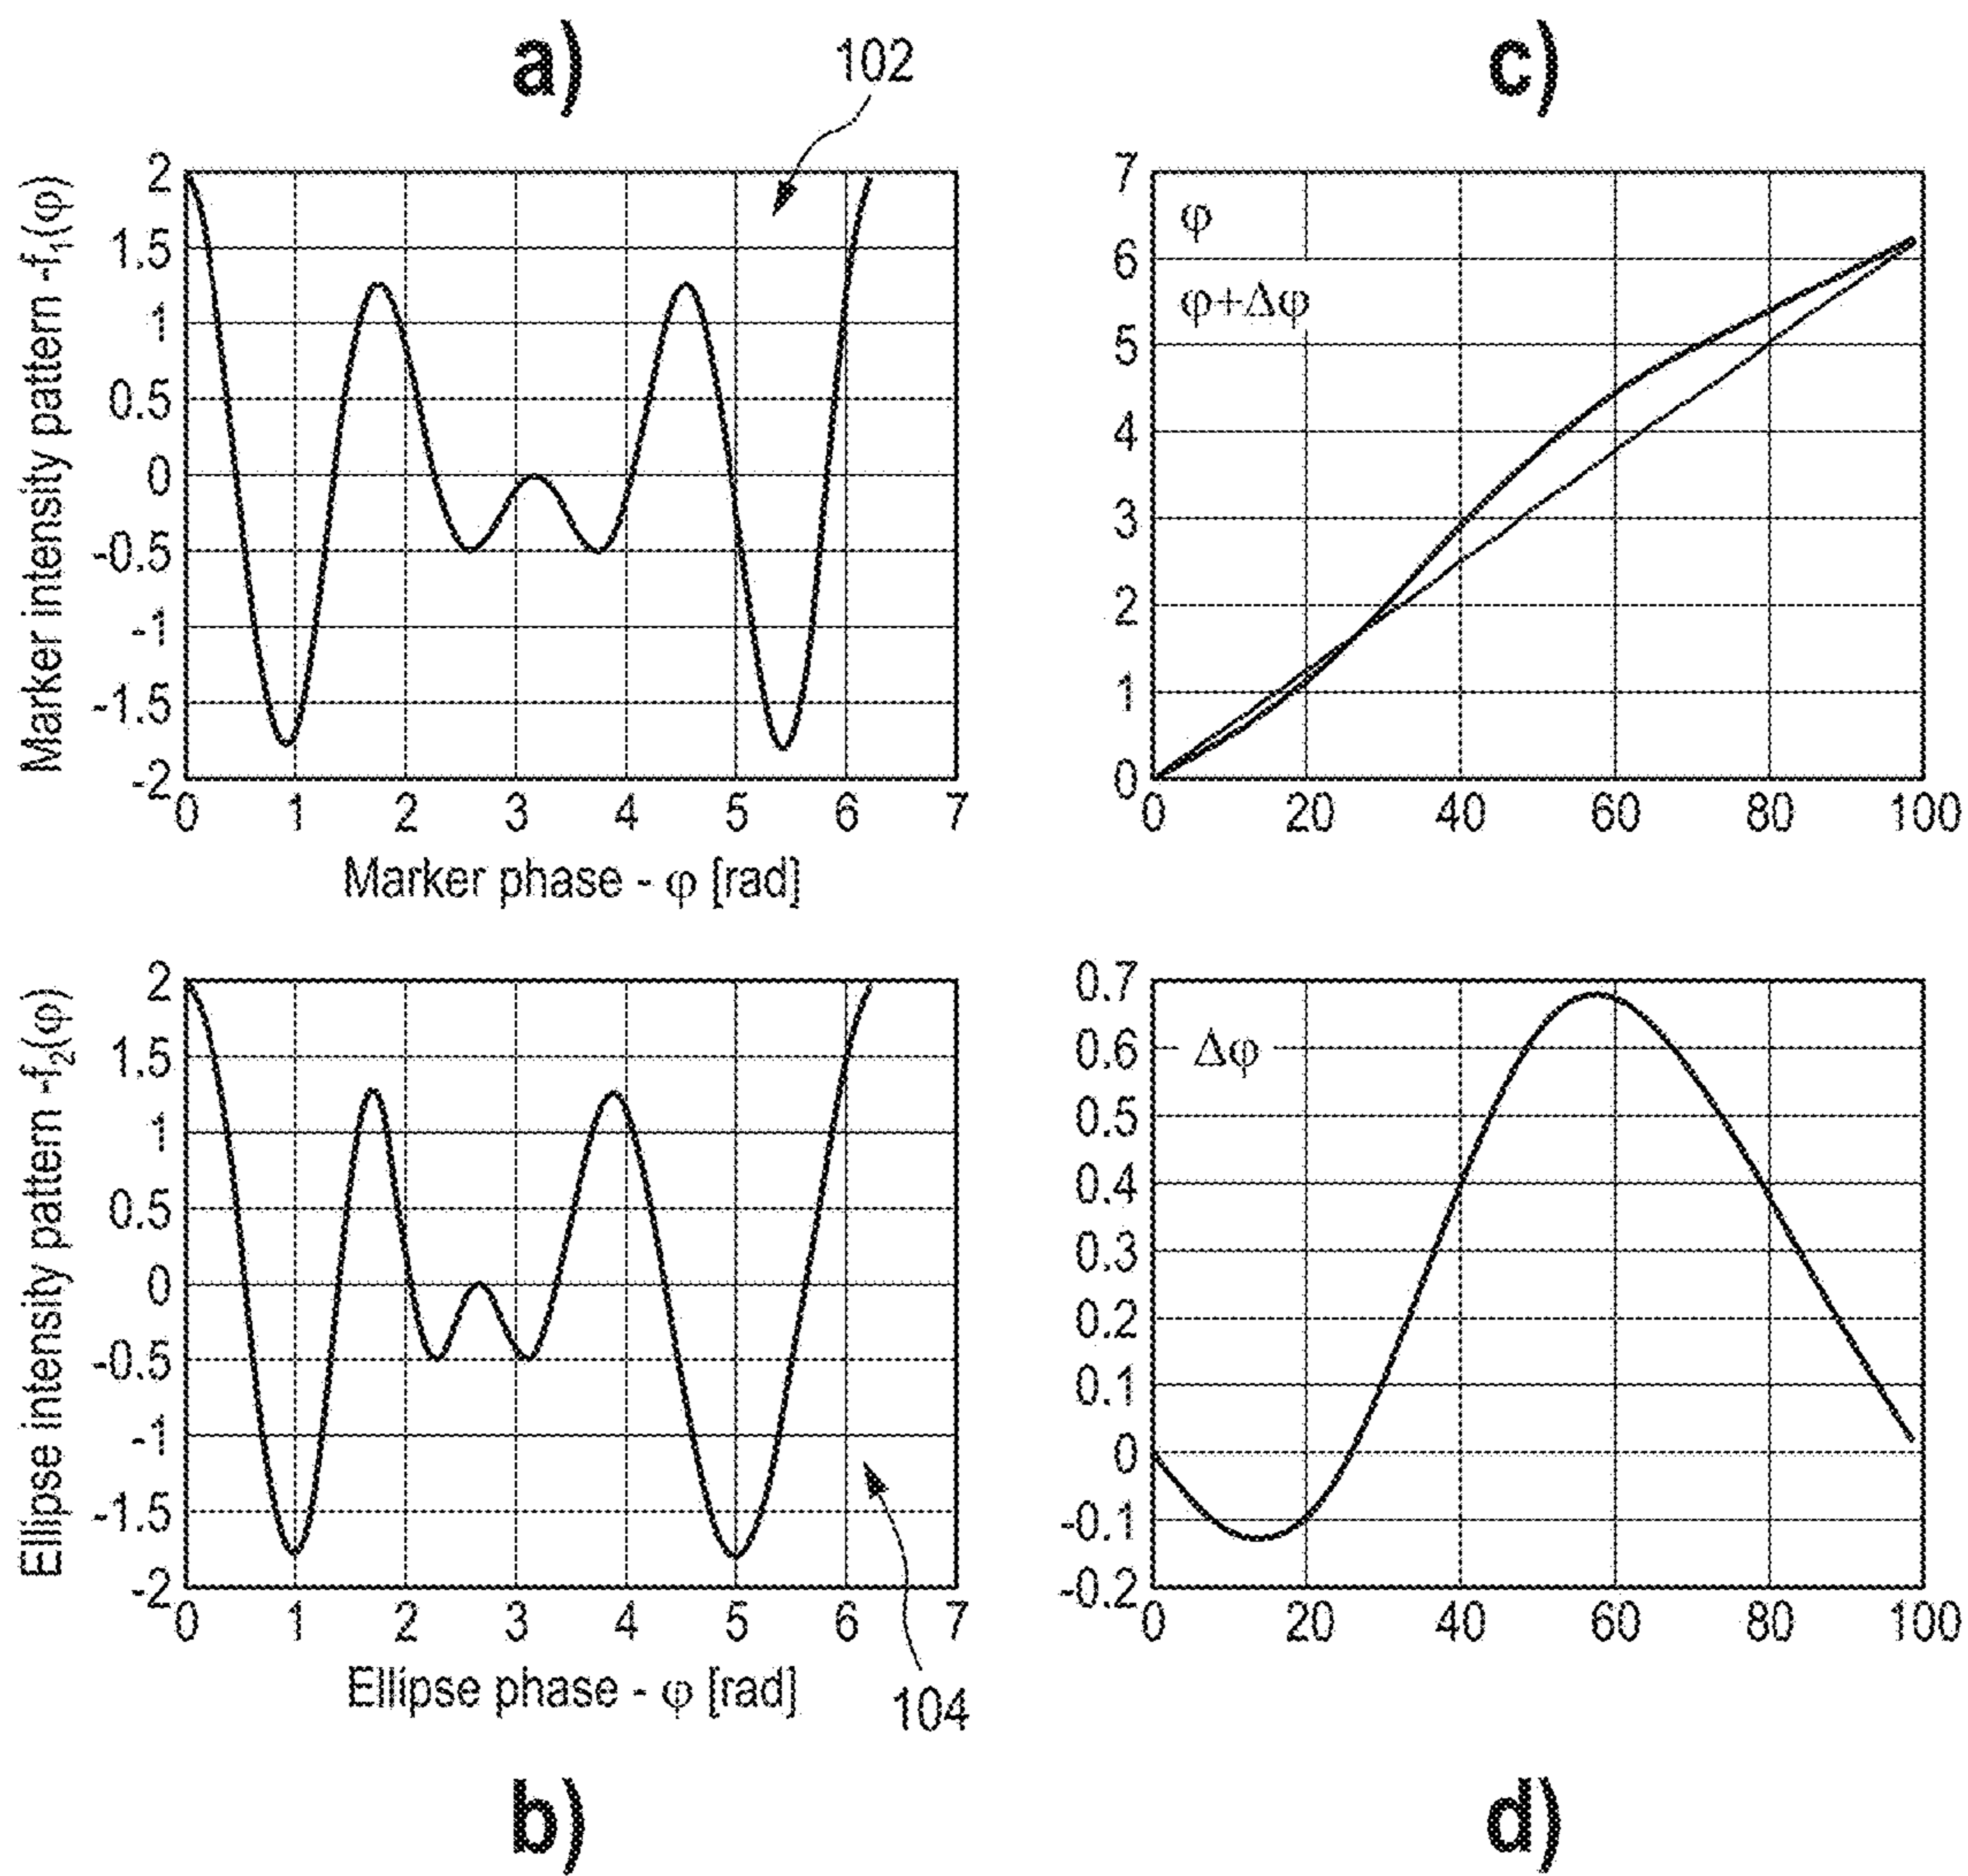 a)
102
Marker intensity pattern -f₁(φ)
2
1.5
1
0.5
0
-0.5
-1
-1.5
-2
0 1 2 3 4 5 6 7
Marker phase - φ [rad]
Ellipse intensity pattern -f₂(φ)
2
1.5
1
0.5
0
-0.5
-1
-1.5
-2
0 1 2 3 4 5 6 7
Ellipse phase - φ [rad]
104
b)
c)
7
6
5
4
3
2
1
0
φ
φ+Δφ
0 20 40 60 80 100
0.7
0.6
0.5
0.4
0.3
0.2
0.1
0
-0.1
-0.2
Δφ
0 20 40 60 80 100
d)